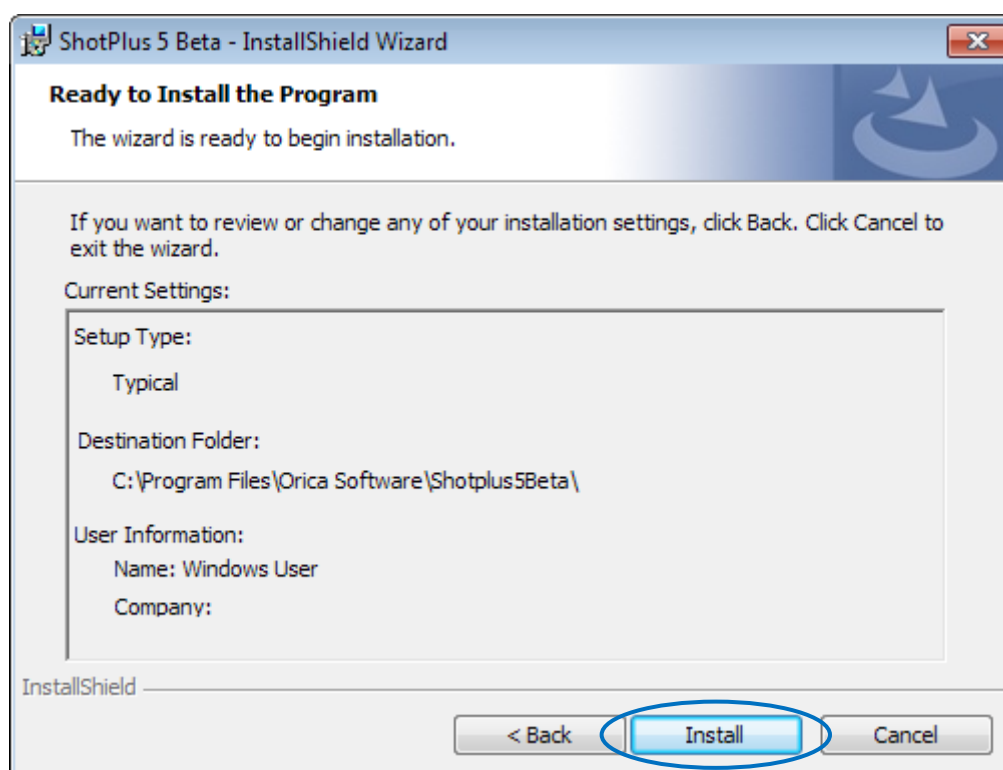 ShotPlus 5 Beta - InstallShield Wizard
Ready to Install the Program
The wizard is ready to begin installation.
If you want to review or change any of your installation settings, click Back. Click Cancel to
exit the wizard.
Current Settings:
Setup Type:
Typical
Destination Folder:
C:\Program Files\Orica Software\Shotplus5Beta\
User Information:
Name: Windows User
Company:
InstallShield
< Back
Install
Cancel